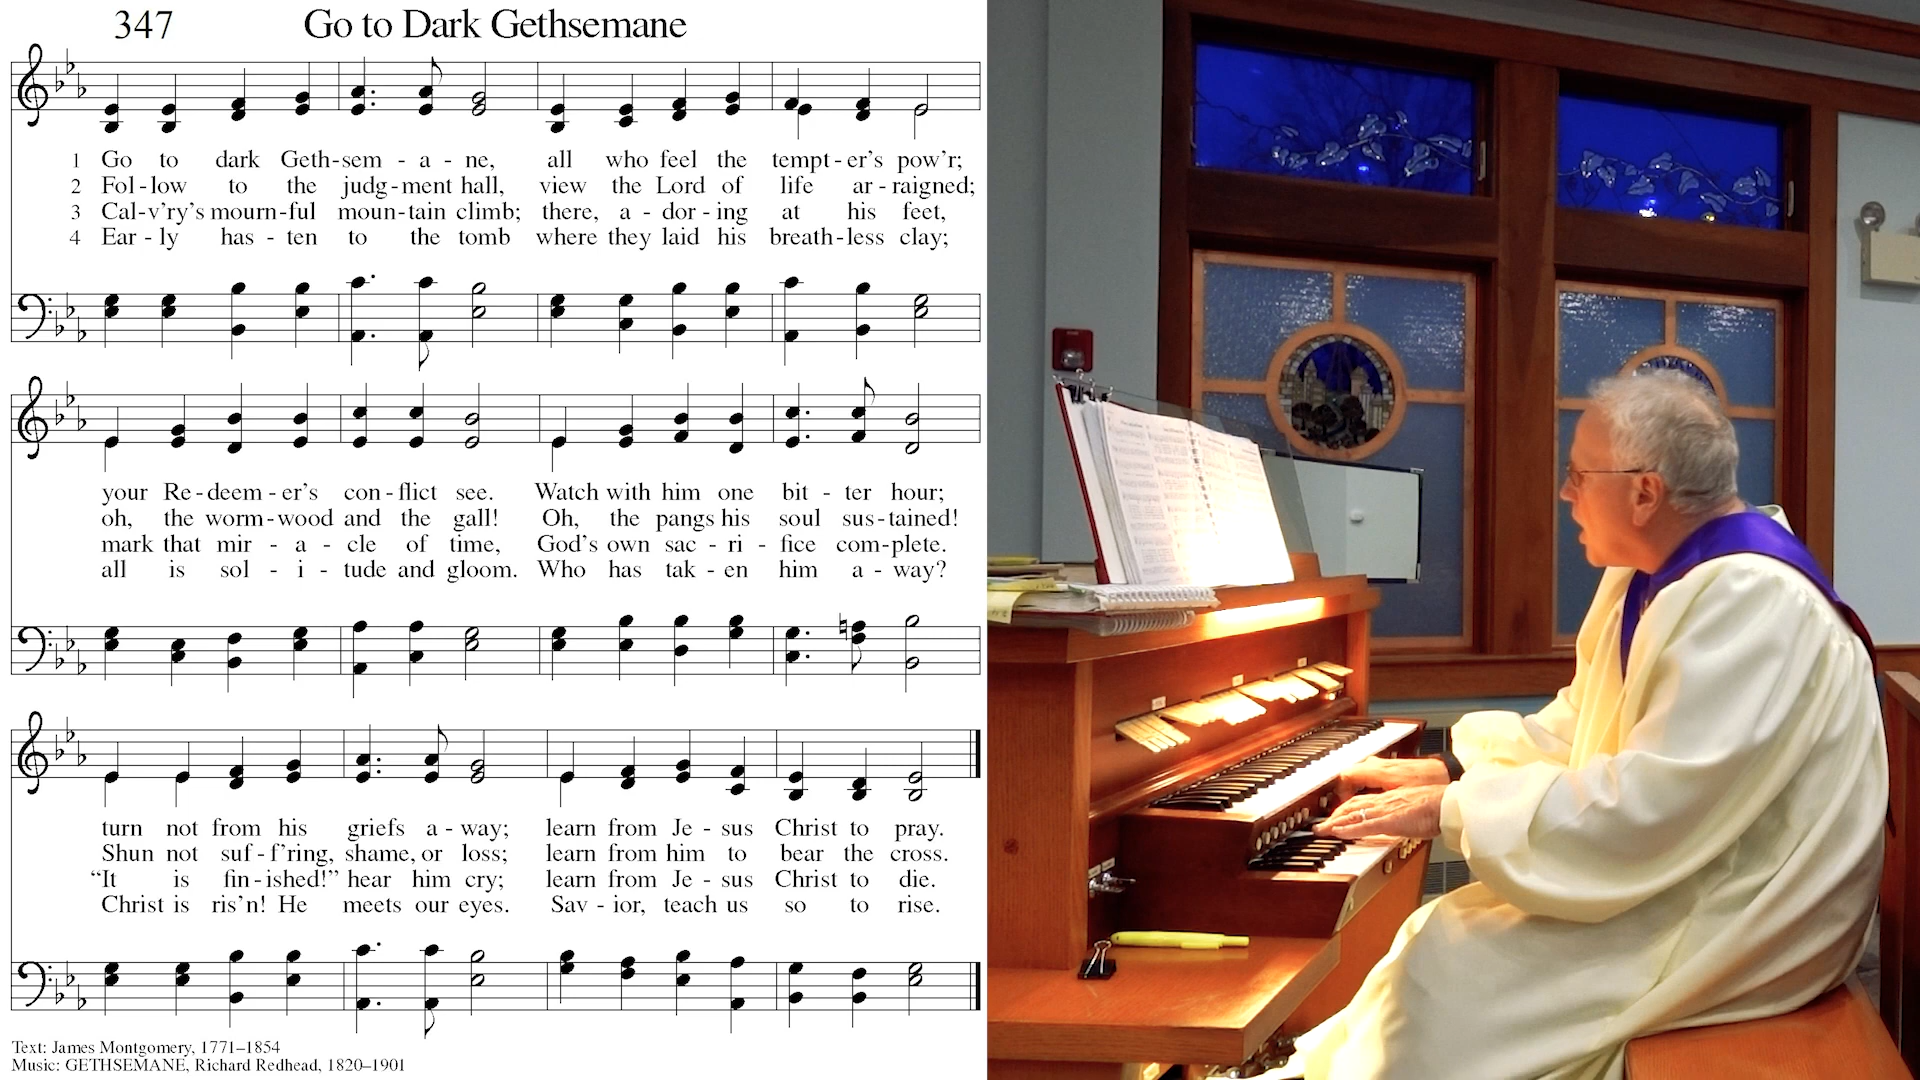 347 Go to Dark Gethsemane
1 Go to dark Geth-sem - a - ne, all who feel the tempt-er’s pow’r;
2 Fol-low to the judg-ment hall, view the Lord of life ar-raigned;
3 Cal-v’ry’s mourn-ful moun-tain climb; there, a - dor - ing at his feet,
4 Ear - ly has - ten to the tomb where they laid his breath-less clay;
your Re-deem - er’s con-flict see. Watch with him one bit - ter hour;
oh, the worm-wood and the gall! Oh, the pangs his soul sus-tained!
mark that mir - a - cle of time, God’s own sac - ri - fice com-plete.
all is sol - i - tude and gloom. Who has tak - en him a - way?
turn not from his griefs a - way; learn from Je - sus Christ to pray.
Shun not suf-f’ring, shame, or loss; learn from him to bear the cross.
“It is fin-ished!” hear him cry; learn from Je - sus Christ to die.
Christ is ris’n! He meets our eyes. Sav - ior, teach us so to rise.
Text: James Montgomery, 1771–1854
Music: GETHSEMANE, Richard Redhead, 1820–1901